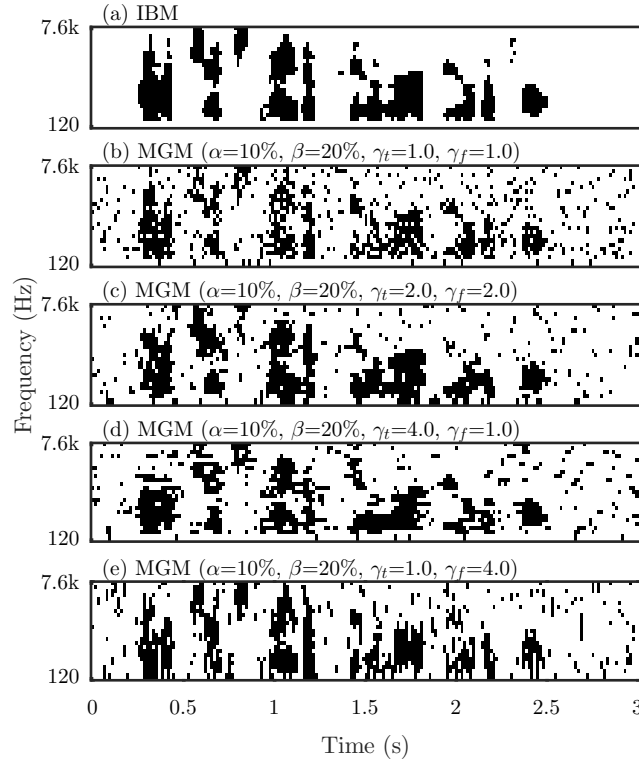 (a) IBM
7.6k
120
(b) MGM (α=10%, β=20%, γt=1.0, γf=1.0)
7.6k
120
(c) MGM (α=10%, β=20%, γt=2.0, γf=2.0)
7.6k
120
(d) MGM (α=10%, β=20%, γt=4.0, γf=1.0)
7.6k
120
(e) MGM (α=10%, β=20%, γt=1.0, γf=4.0)
7.6k
120
Frequency (Hz)
0 0.5 1 1.5 2 2.5 3
Time (s)